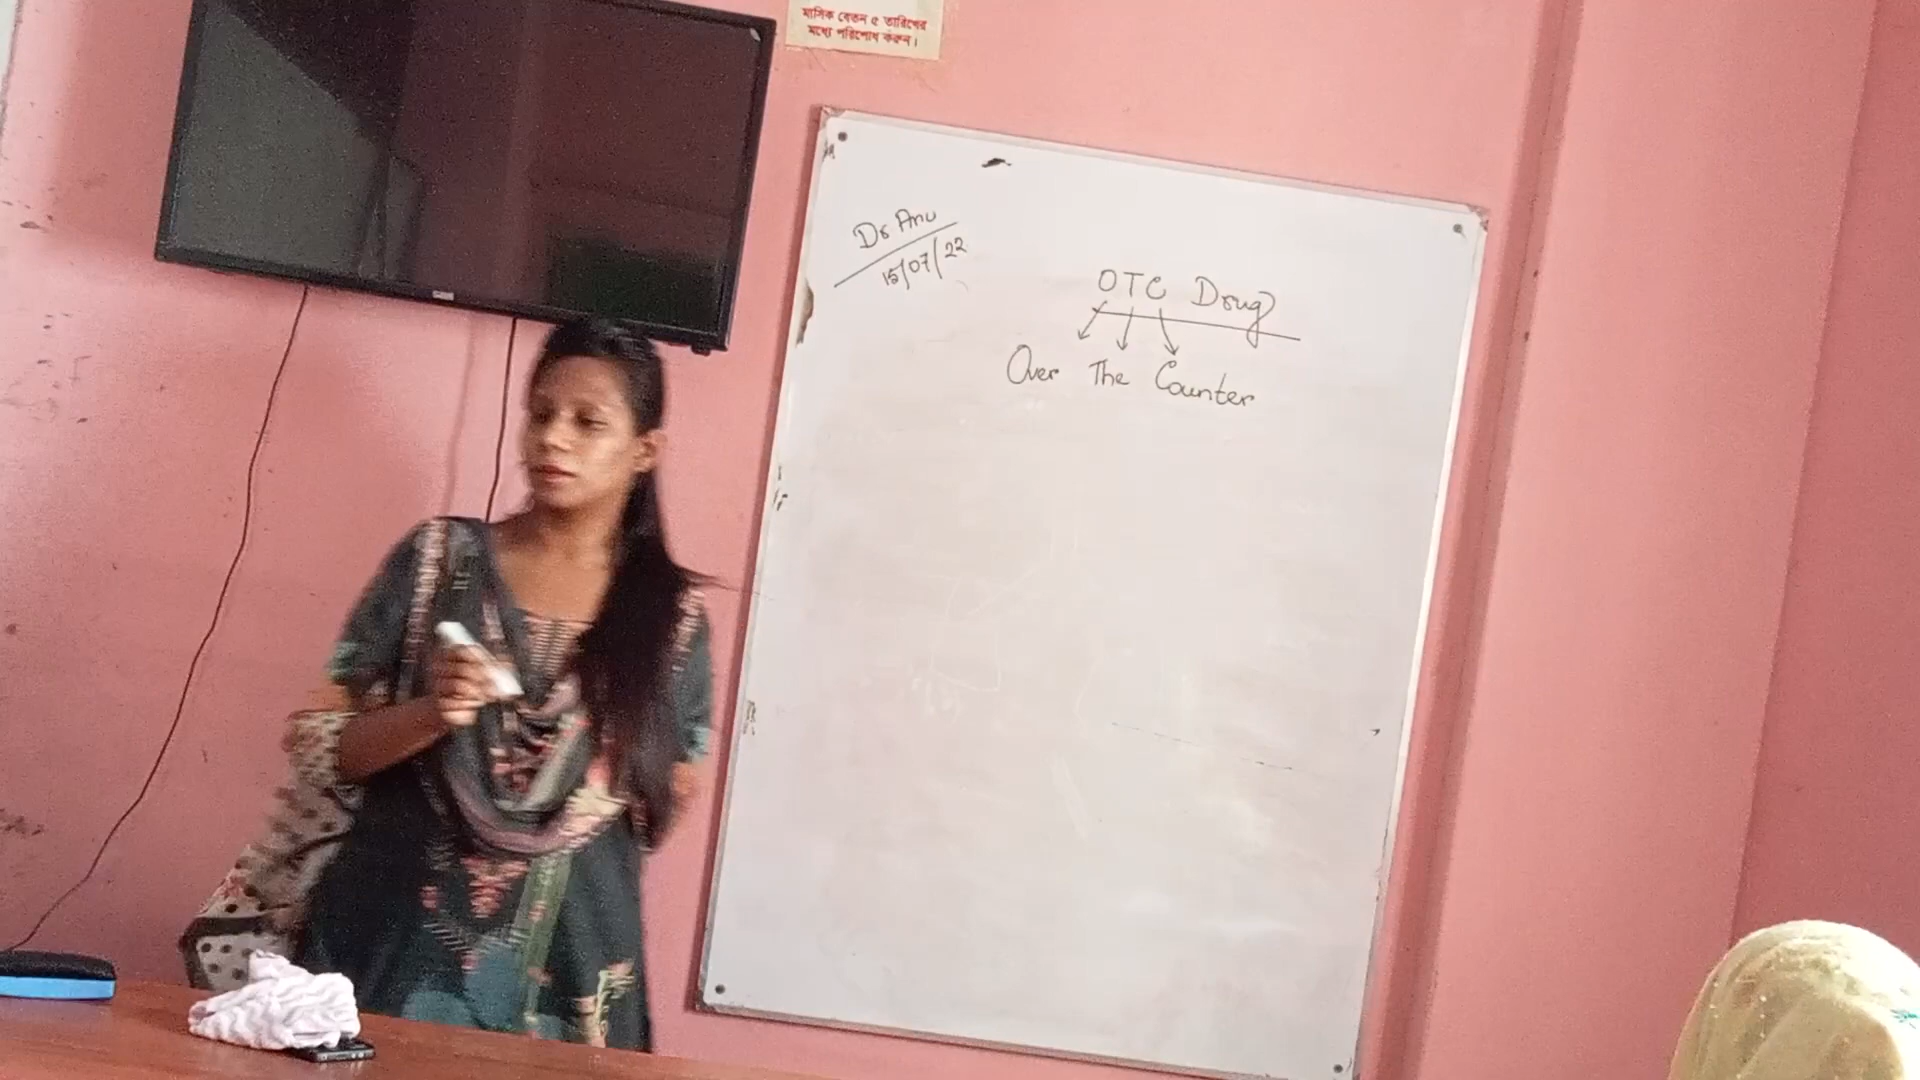 মাসিক বেতন ৫ তারিখের
মধ্যে পরিশোধ করুন।
Dr Anu
15/07/22
OTC Drug
Over The Counter